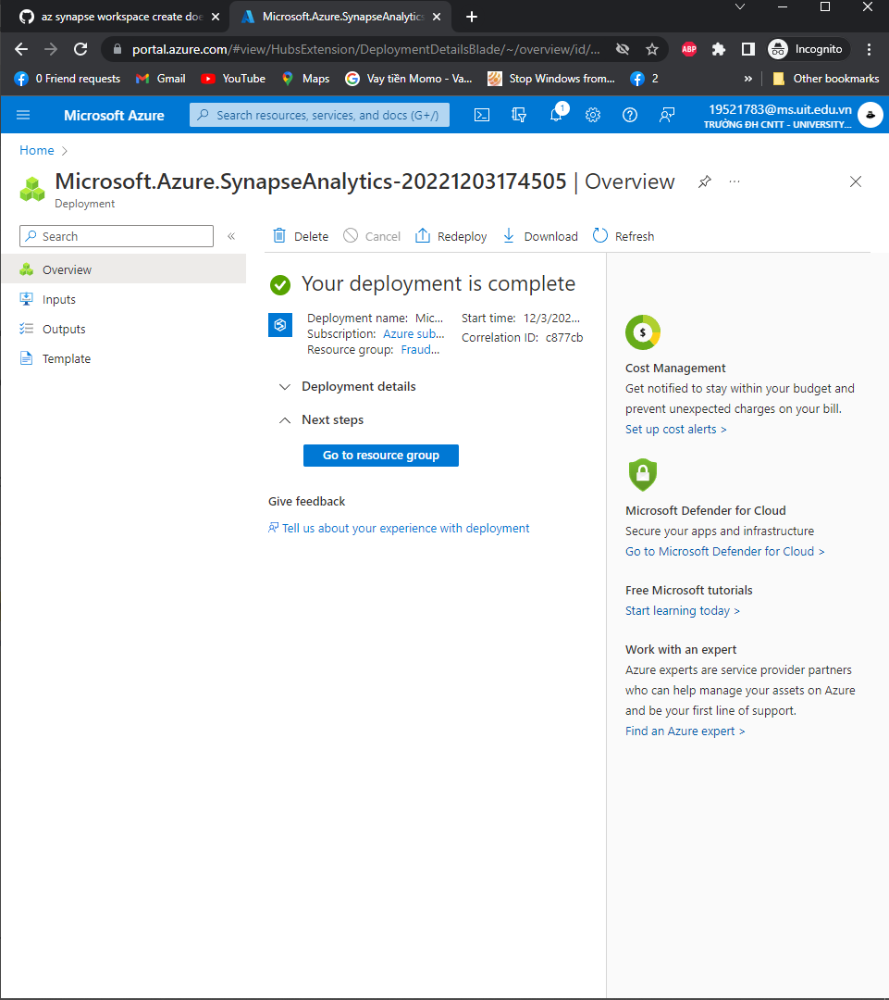 az synapse workspace create doe
Microsoft.Azure.SynapseAnalytics
portal.azure.com/#view/HubsExtension/DeploymentDetailsBlade/~/overview/id/...
ABP
Incognito
0 Friend requests
Gmail
YouTube
Maps
Vay tiền Momo - Va...
Stop Windows from...
2
»
Other bookmarks
Microsoft Azure
Search resources, services, and docs (G+/)
1
19521783@ms.uit.edu.vn
TRƯỜNG ĐH CNTT - UNIVERSITY...
Home >
Microsoft.Azure.SynapseAnalytics-20221203174505 | Overview
...
Deployment
Search
«
Delete
Cancel
Redeploy
Download
Refresh
Overview
Inputs
Outputs
Template
Your deployment is complete
Deployment name: Mic...
Subscription: Azure sub...
Resource group: Fraud...
Start time: 12/3/202...
Correlation ID: c877cb
Deployment details
Next steps
Go to resource group
Give feedback
Tell us about your experience with deployment
$
Cost Management
Get notified to stay within your budget and
prevent unexpected charges on your bill.
Set up cost alerts >
Microsoft Defender for Cloud
Secure your apps and infrastructure
Go to Microsoft Defender for Cloud >
Free Microsoft tutorials
Start learning today >
Work with an expert
Azure experts are service provider partners
who can help manage your assets on Azure
and be your first line of support.
Find an Azure expert >